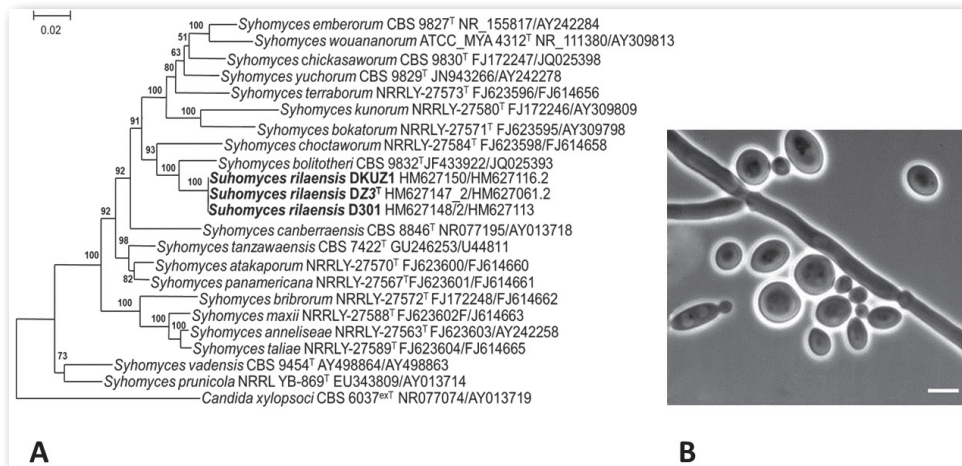 0.02
100
Syhomyces emberorum CBS 9827ᵀ NR_155817/AY242284
51
Syhomyces wouananorum ATCC_MYA 4312ᵀ NR_111380/AY309813
63
Syhomyces chickasaworum CBS 9830ᵀ FJ172247/JQ025398
80
Syhomyces yuchorum CBS 9829ᵀ JN943266/AY242278
100
Syhomyces terraborum NRRLY-27573ᵀ FJ623596/FJ614656
100
Syhomyces kunorum NRRLY-27580ᵀ FJ172246/AY309809
91
Syhomyces bokatorum NRRLY-27571ᵀ FJ623595/AY309798
93
Syhomyces choctaworum NRRLY-27584ᵀ FJ623598/FJ614658
100
Syhomyces bolitotheri CBS 9832ᵀJF433922/JQ025393
92
100
Suhomyces rilaensis DKUZ1 HM627150/HM627116.2
Suhomyces rilaensis DZ3ᵀ HM627147_2/HM627061.2
Suhomyces rilaensis D301 HM627148/2/HM627113
92
Syhomyces canberraensis CBS 8846ᵀ NR077195/AY013718
98
Syhomyces tanzawaensis CBS 7422ᵀ GU246253/U44811
100
Syhomyces atakaporum NRRLY-27570ᵀ FJ623600/FJ614660
82
Syhomyces panamericana NRRLY-27567ᵀFJ623601/FJ614661
100
Syhomyces bribrorum NRRLY-27572ᵀ FJ172248/FJ614662
100
Syhomyces maxii NRRLY-27588ᵀ FJ623602F/FJ614663
100
Syhomyces anneliseae NRRLY-27563ᵀ FJ623603/AY242258
Syhomyces taliae NRRLY-27589ᵀ FJ623604/FJ614665
73
Syhomyces vadensis CBS 9454ᵀ AY498864/AY498863
Syhomyces prunicola NRRL YB-869ᵀ EU343809/AY013714
Candida xylopsoci CBS 6037ᵉˣᵀ NR077074/AY013719
A
B